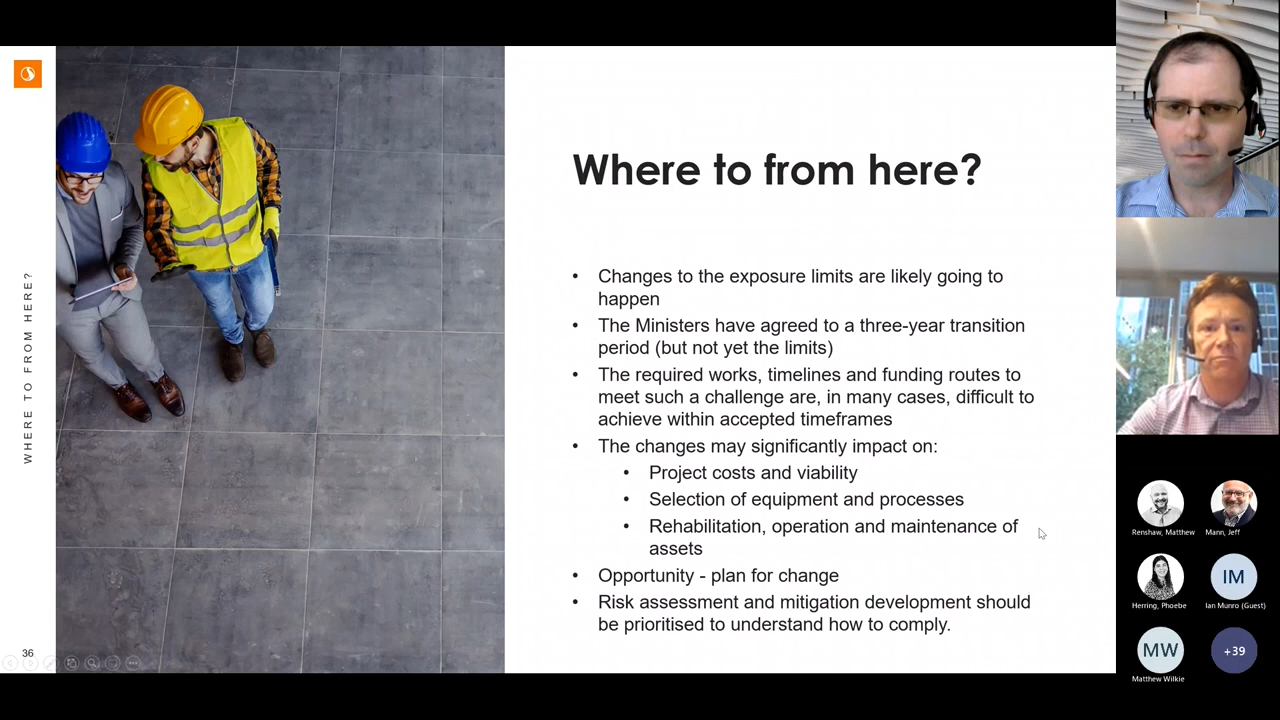 WHERE TO FROM HERE?
36
Where to from here?
• Changes to the exposure limits are likely going to
happen
• The Ministers have agreed to a three-year transition
period (but not yet the limits)
• The required works, timelines and funding routes to
meet such a challenge are, in many cases, difficult to
achieve within accepted timeframes
• The changes may significantly impact on:
• Project costs and viability
• Selection of equipment and processes
• Rehabilitation, operation and maintenance of
assets
• Opportunity - plan for change
• Risk assessment and mitigation development should
be prioritised to understand how to comply.
Renshaw, Matthew
Mann, Jeff
Herring, Phoebe
IM
Ian Munro (Guest)
MW
Matthew Wilkie
+39